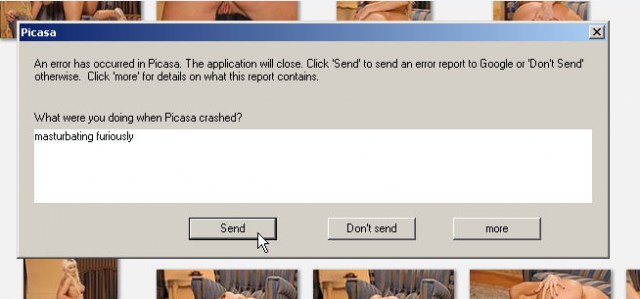 Picasa
An error has occurred in Picasa. The application will close. Click 'Send' to send an error report to Google or 'Don't Send'
otherwise. Click 'more' for details on what this report contains.
What were you doing when Picasa crashed?
masturbating furiously
Send Don't send more